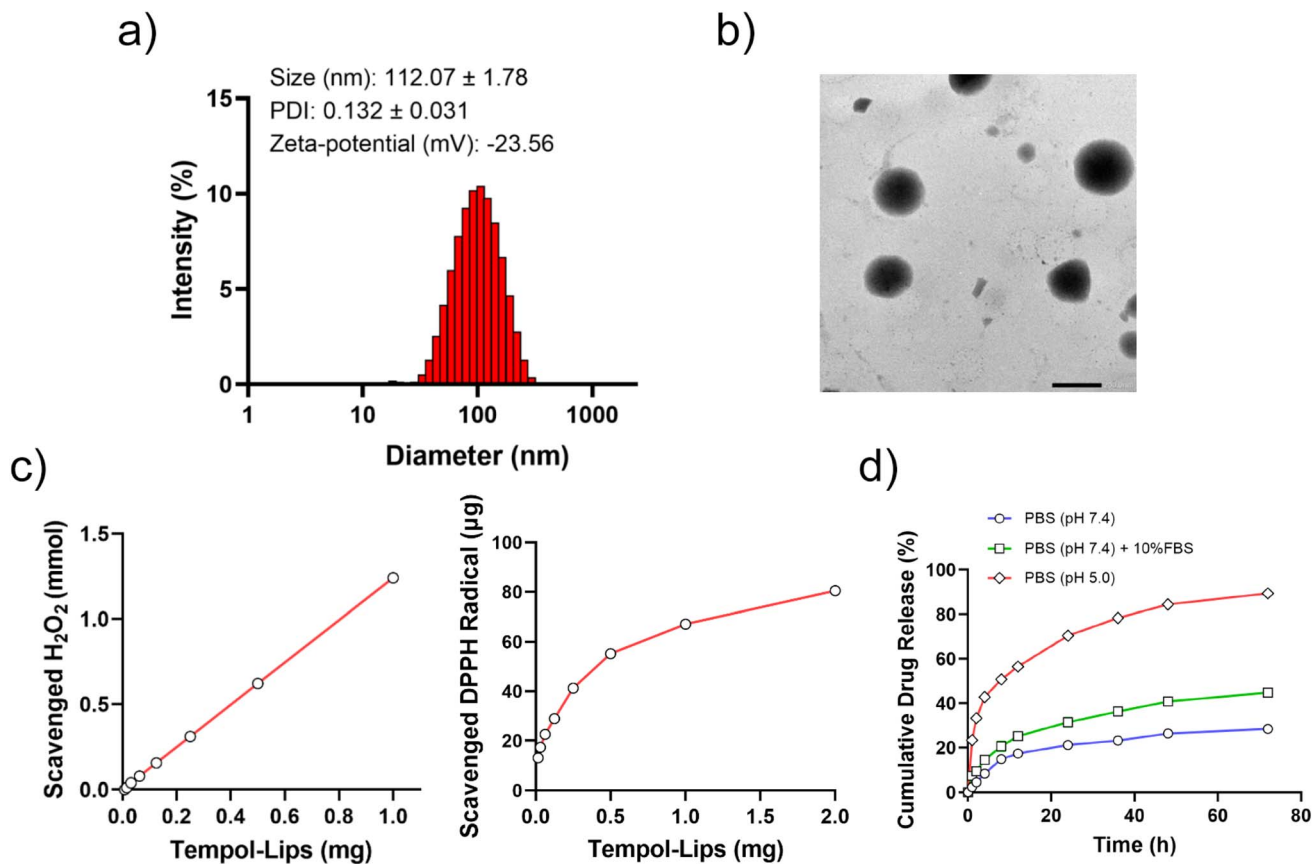 a)
Size (nm): 112.07 ± 1.78
PDI: 0.132 ± 0.031
Zeta-potential (mV): -23.56
Intensity (%)
15
10
5
0
1
10
100
1000
Diameter (nm)
b)
c)
Scavenged H₂O₂ (mmol)
1.5
1.0
0.5
0.0
0.0 0.2 0.4 0.6 0.8 1.0
Tempol-Lips (mg)
Scavenged DPPH Radical (μg)
100
80
60
40
20
0
0.0 0.5 1.0 1.5 2.0
Tempol-Lips (mg)
d)
PBS (pH 7.4)
PBS (pH 7.4) + 10%FBS
PBS (pH 5.0)
Cumulative Drug Release (%)
100
80
60
40
20
0
0 20 40 60 80
Time (h)